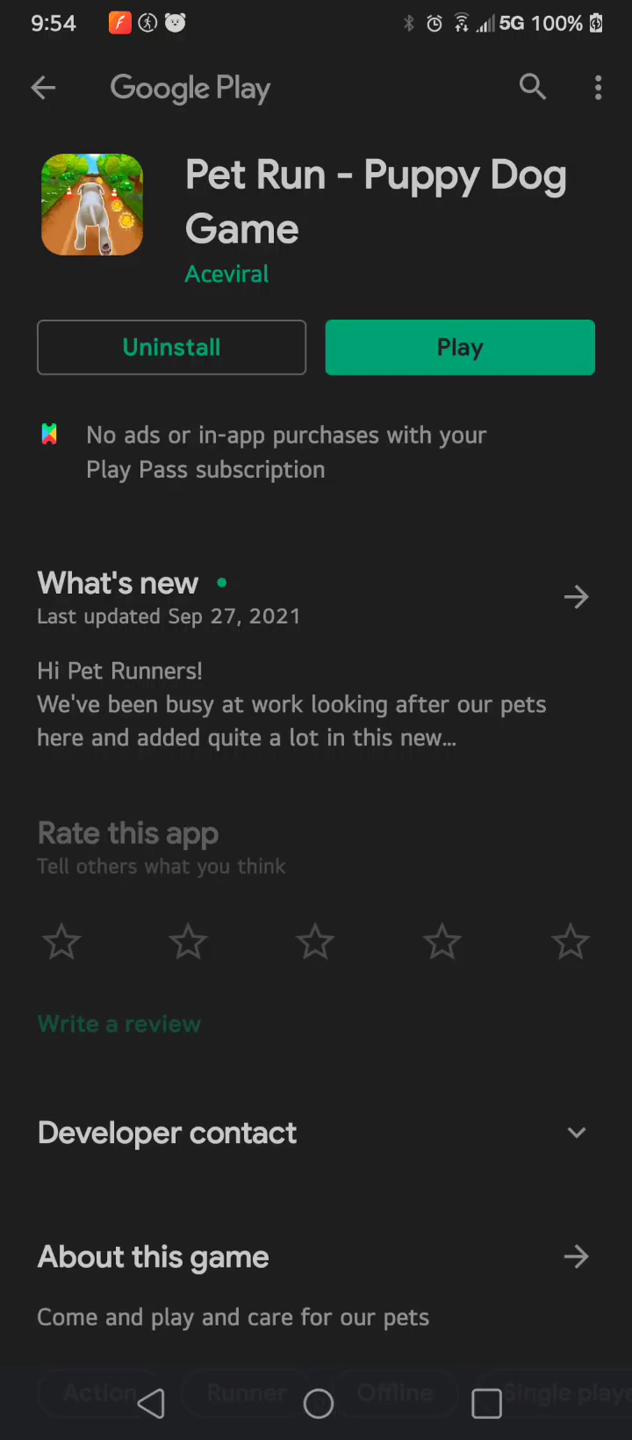 9:54 5G 100%
Google Play
Pet Run - Puppy Dog
Game
Aceviral
Uninstall
Play
No ads or in-app purchases with your
Play Pass subscription
What's new
Last updated Sep 27, 2021
Hi Pet Runners!
We've been busy at work looking after our pets
here and added quite a lot in this new…
Rate this app
Tell others what you think
Write a review
Developer contact
About this game
Come and play and care for our pets
Action Runner Offline Single playe